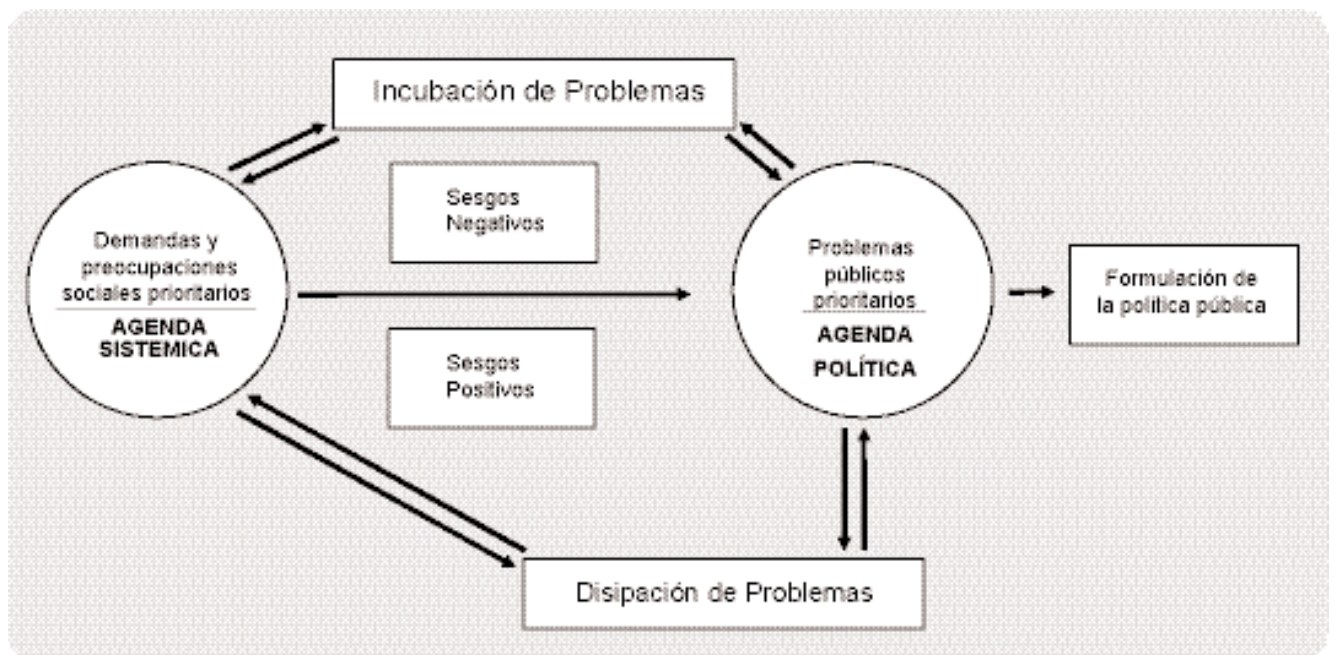 Incubación de Problemas
Sesgos
Negativos
Demandas y
preocupaciones
sociales prioritarios
AGENDA
SISTEMICA
Problemas
públicos
prioritarios
AGENDA
POLÍTICA
Formulación de
la política pública
Sesgos
Positivos
Disipación de Problemas